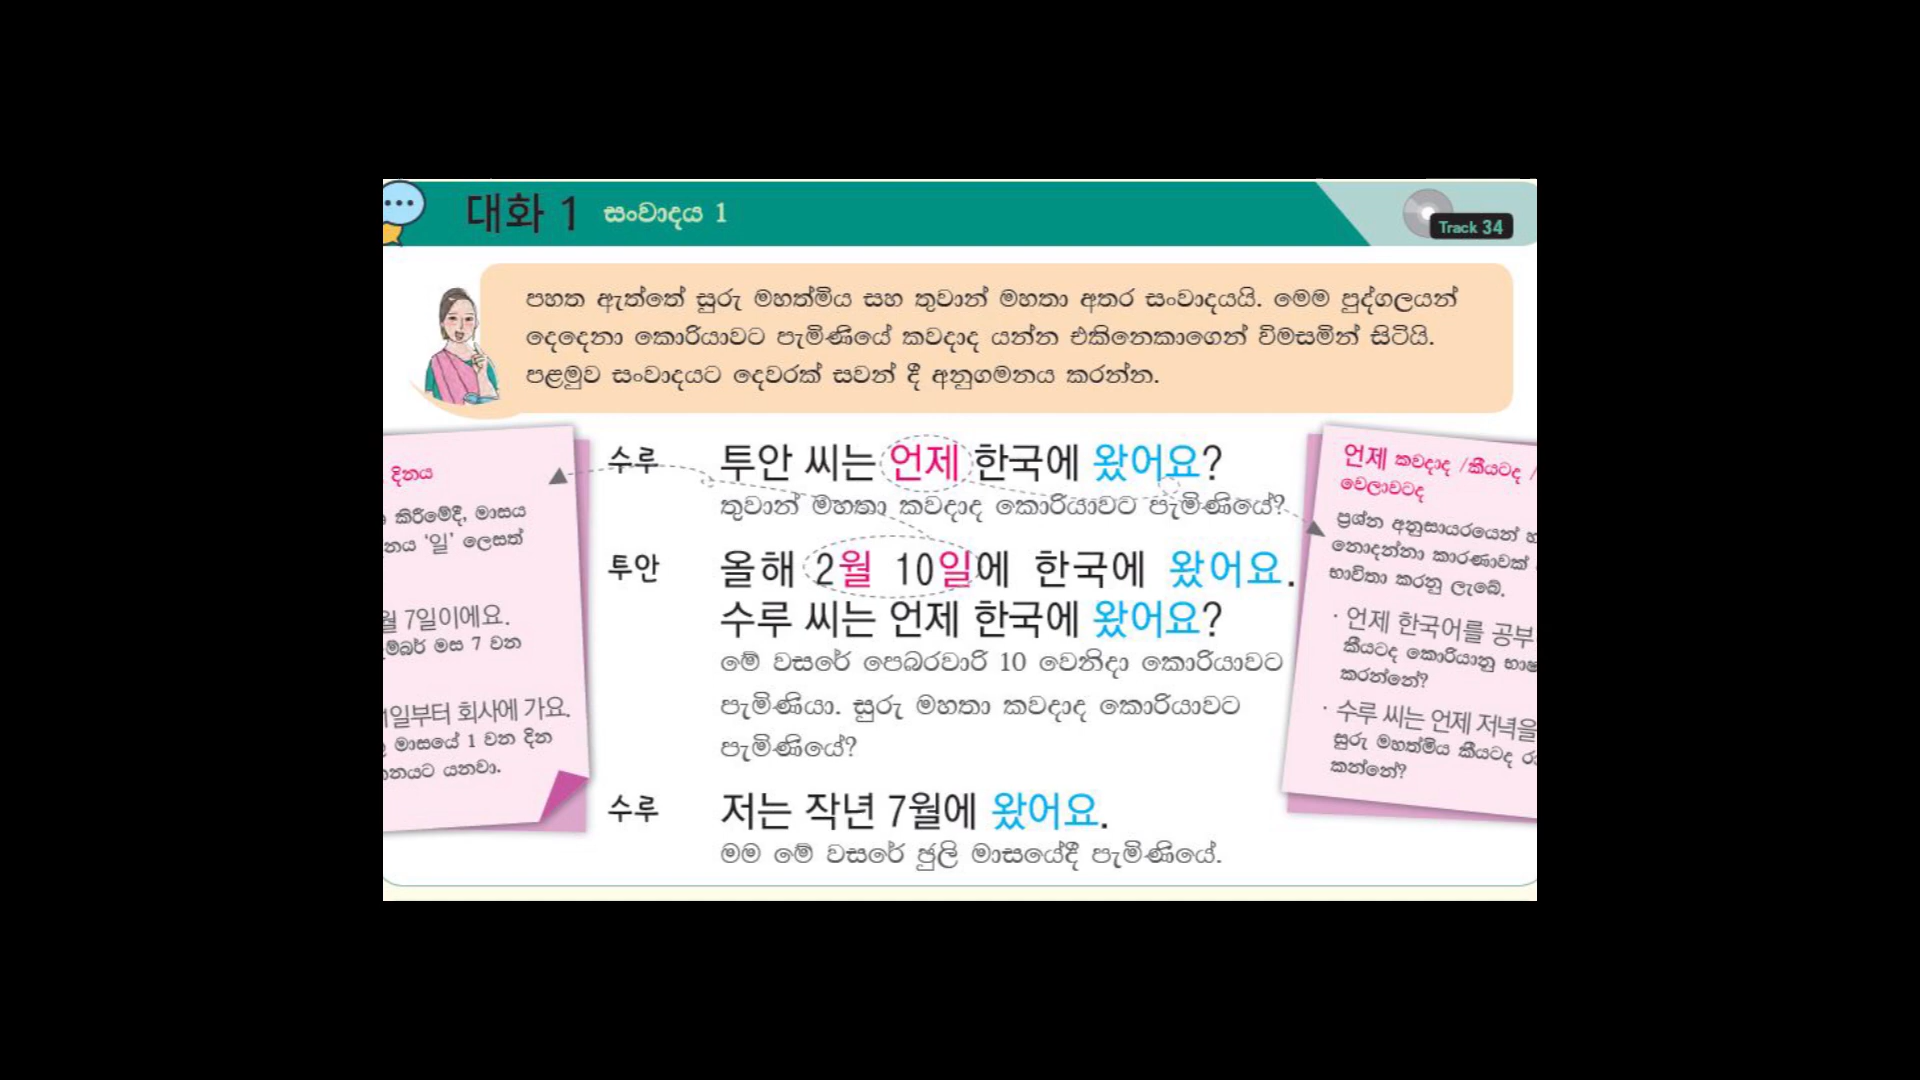 대화 1 සංවාදය 1
Track 34
පහත ඇත්තේ සුරු මහත්මිය සහ තුවාන් මහතා අතර සංවාදයයි. මෙම පුද්ගලයන්
දෙදෙනා කොරියාවට පැමිණියේ කවදාද යන්න එකිනෙකාගෙන් විමසමින් සිටියි.
පළමුව සංවාදයට දෙවරක් සවන් දී අනුගමනය කරන්න.
දිනය
කිරීමේදී, මාසය
'일' ලෙසත්
7일이에요.
මස 7 වන
1일부터 회사에 가요.
මාසයේ 1 වන දින
යනවා.
수루 투안 씨는 언제 한국에 왔어요?
තුවාන් මහතා කවදාද කොරියාවට පැමිණියේ?
투안 올해 2월 10일에 한국에 왔어요.
수루 씨는 언제 한국에 왔어요?
මේ වසරේ පෙබරවාරි 10 වෙනිදා කොරියාවට
පැමිණියා. සුරු මහතා කවදාද කොරියාවට
පැමිණියේ?
수루 저는 작년 7월에 왔어요.
මම මේ වසරේ ජුලි මාසයේදී පැමිණියේ.
언제 කවදාද /කීයටද /
වෙලාවටද
ප්‍රශ්න අනුසාරයෙන්
නොදන්නා කාරණාවක්
භාවිතා කරනු ලැබේ.
· 언제 한국어를 공부
කීයටද කොරියානු
කරන්නේ?
· 수루 씨는 언제 저녁을
සුරු මහත්මිය කීයටද
කන්නේ?